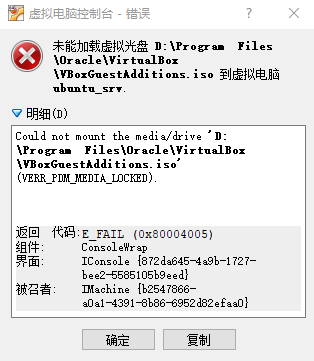 虚拟电脑控制台 - 错误
未能加载虚拟光盘 D:\Program Files
\Oracle\VirtualBox
\VBoxGuestAdditions.iso 到虚拟电脑
ubuntu_srv.
明细(D)
Could not mount the media/drive 'D:
\Program Files\Oracle\VirtualBox
\VBoxGuestAdditions.iso'
(VERR_PDM_MEDIA_LOCKED).
返回 代码: E_FAIL (0x80004005)
组件: ConsoleWrap
界面: IConsole {872da645-4a9b-1727-
bee2-5585105b9eed}
被召者: IMachine {b2547866-
a0a1-4391-8b86-6952d82efaa0}
确定 复制